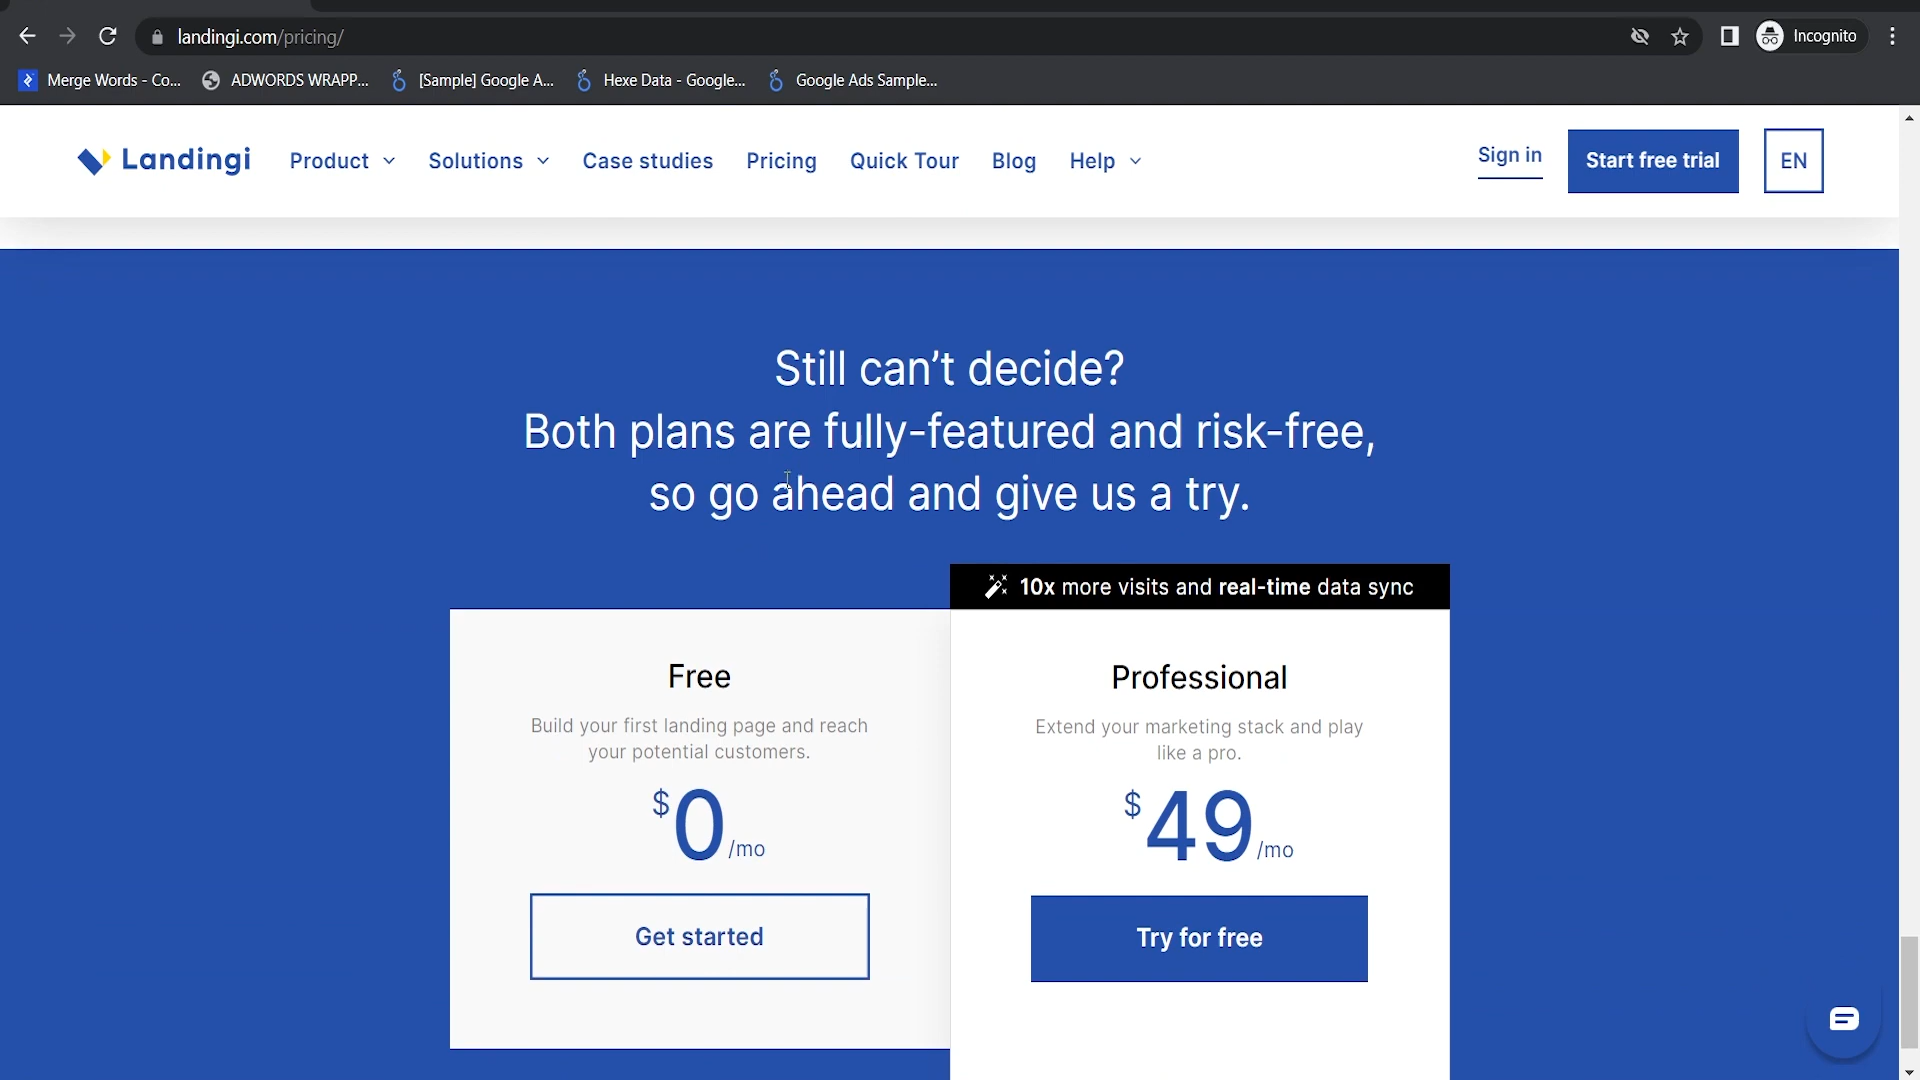 landingi.com/pricing/
Incognito
Merge Words - Co...
ADWORDS WRAPP...
[Sample] Google A...
Hexe Data - Google...
Google Ads Sample...
Landingi
Product
Solutions
Case studies
Pricing
Quick Tour
Blog
Help
Sign in
Start free trial
EN
Still can’t decide?
Both plans are fully-featured and risk-free,
so go ahead and give us a try.
10x more visits and real-time data sync
Free
Build your first landing page and reach
your potential customers.
$0/mo
Get started
Professional
Extend your marketing stack and play
like a pro.
$49/mo
Try for free